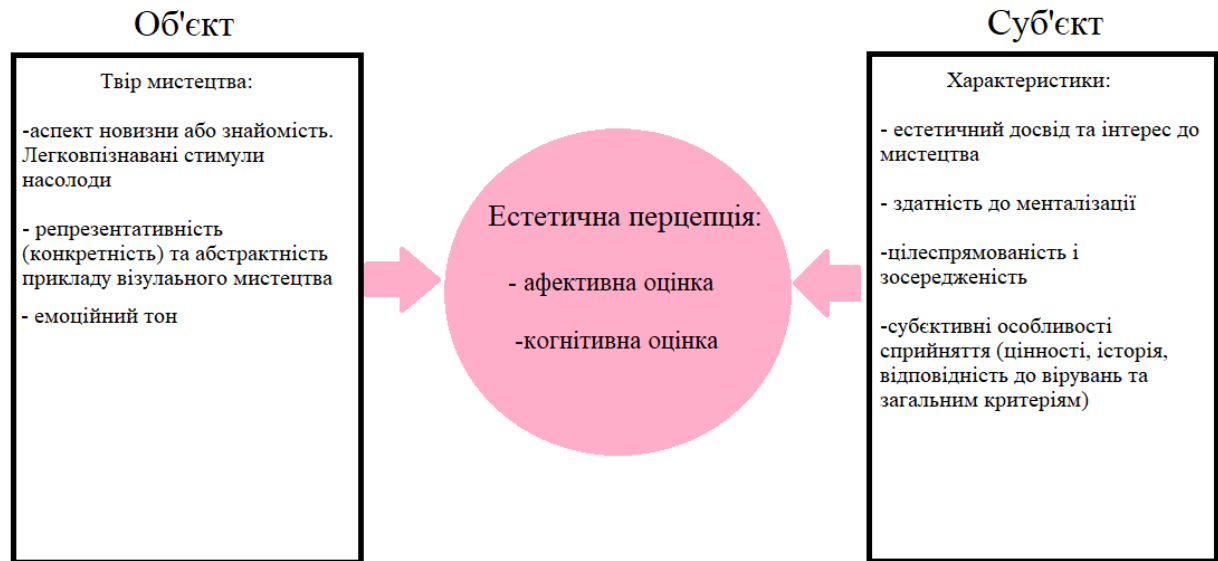 Об'єкт
Твір мистецтва:
-аспект новизни або знайомість.
Легковпізнавані стимули
насолоди
- репрезентативність
(конкретність) та абстрактність
прикладу візульаного мистецтва
- емоційний тон
Естетична перцепція:
- афективна оцінка
-когнітивна оцінка
Суб'єкт
Характеристики:
- естетичний досвід та інтерес до
мистецтва
- здатність до менталізації
-цілеспрямованість і
зосередженість
-субєктивні особливості
сприйняття (цінності, історія,
відповідність до вірувань та
загальним критеріям)